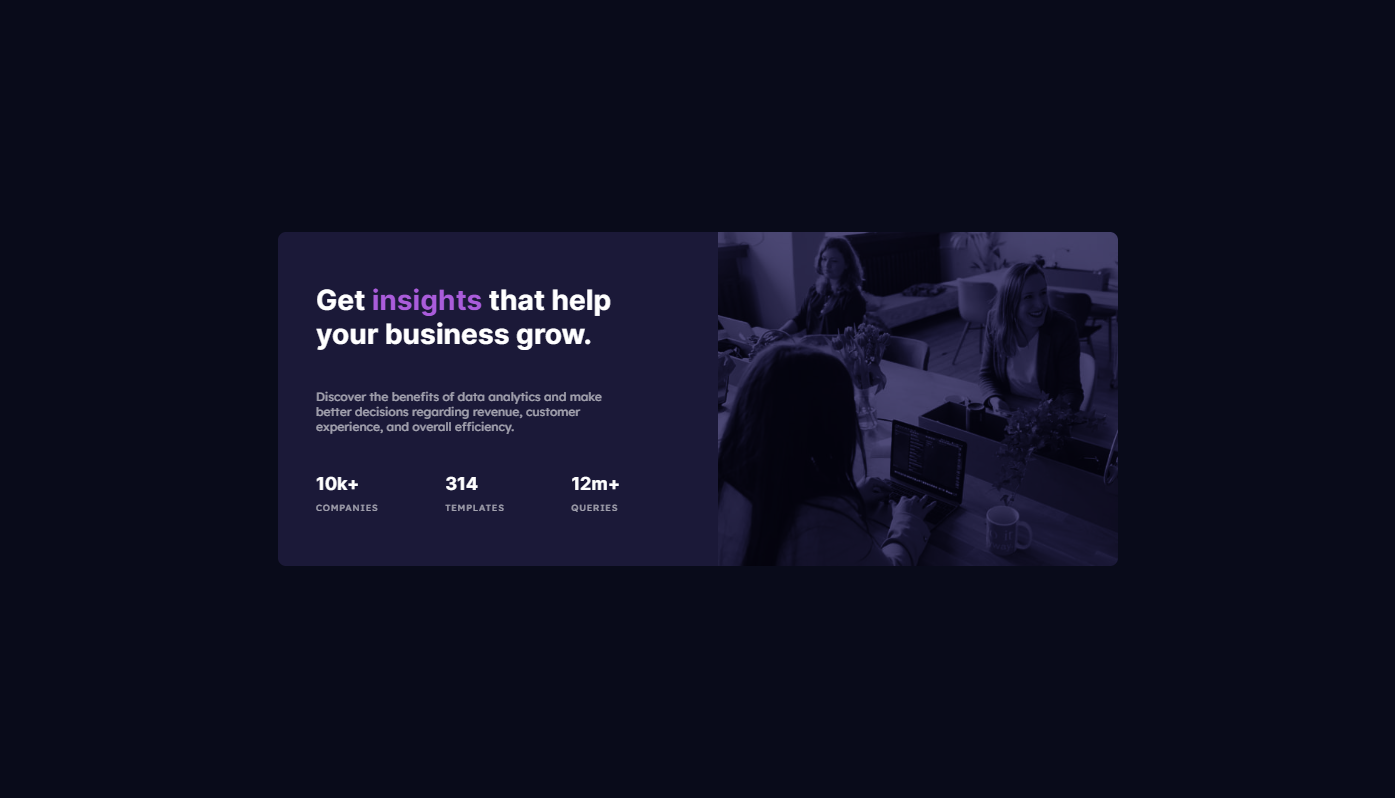 Get insights that help
your business grow.
Discover the benefits of data analytics and make
better decisions regarding revenue, customer
experience, and overall efficiency.
10k+ 314 12m+
COMPANIES TEMPLATES QUERIES